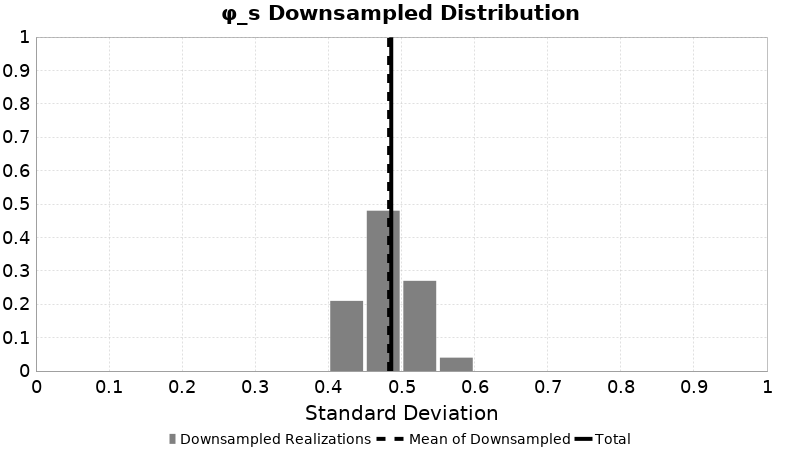 φ_s Downsampled Distribution
1
0.9
0.8
0.7
0.6
0.5
0.4
0.3
0.2
0.1
0
0 0.1 0.2 0.3 0.4 0.5 0.6 0.7 0.8 0.9 1
Standard Deviation
Downsampled Realizations Mean of Downsampled Total